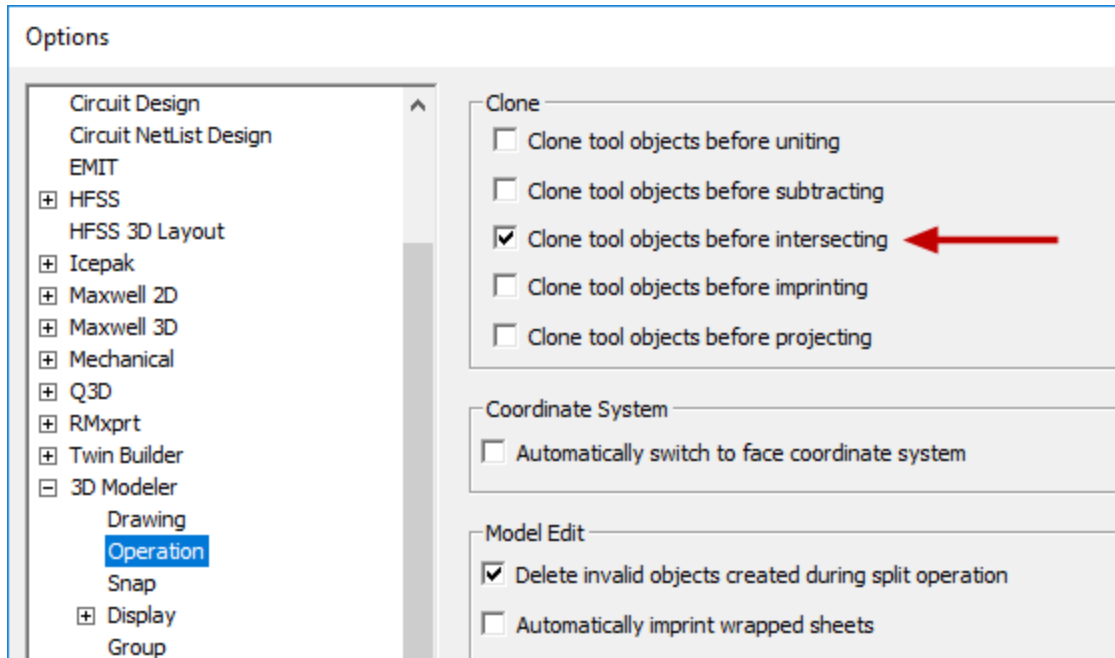 Options
Circuit Design
Circuit NetList Design
EMIT
HFSS
HFSS 3D Layout
Icepak
Maxwell 2D
Maxwell 3D
Mechanical
Q3D
RMxprt
Twin Builder
3D Modeler
Drawing
Operation
Snap
Display
Group
Clone
Clone tool objects before uniting
Clone tool objects before subtracting
Clone tool objects before intersecting
Clone tool objects before imprinting
Clone tool objects before projecting
Coordinate System
Automatically switch to face coordinate system
Model Edit
Delete invalid objects created during split operation
Automatically imprint wrapped sheets